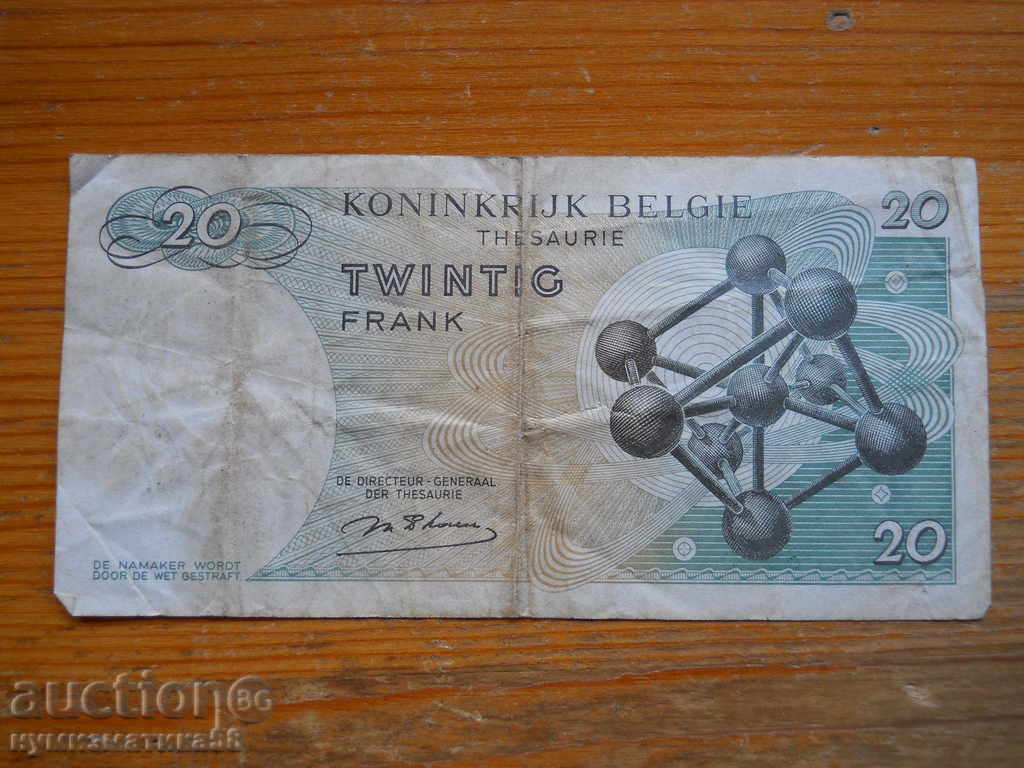 20
KONINKRIJK BELGIE
20
THESAURIE
TWINTIG
FRANK
DE DIRECTEUR-GENERAAL
DER THESAURIE
20
DE NAMAKER WORDT
DOOR DE WET GESTRAFT.
auction BG
нумизматика58